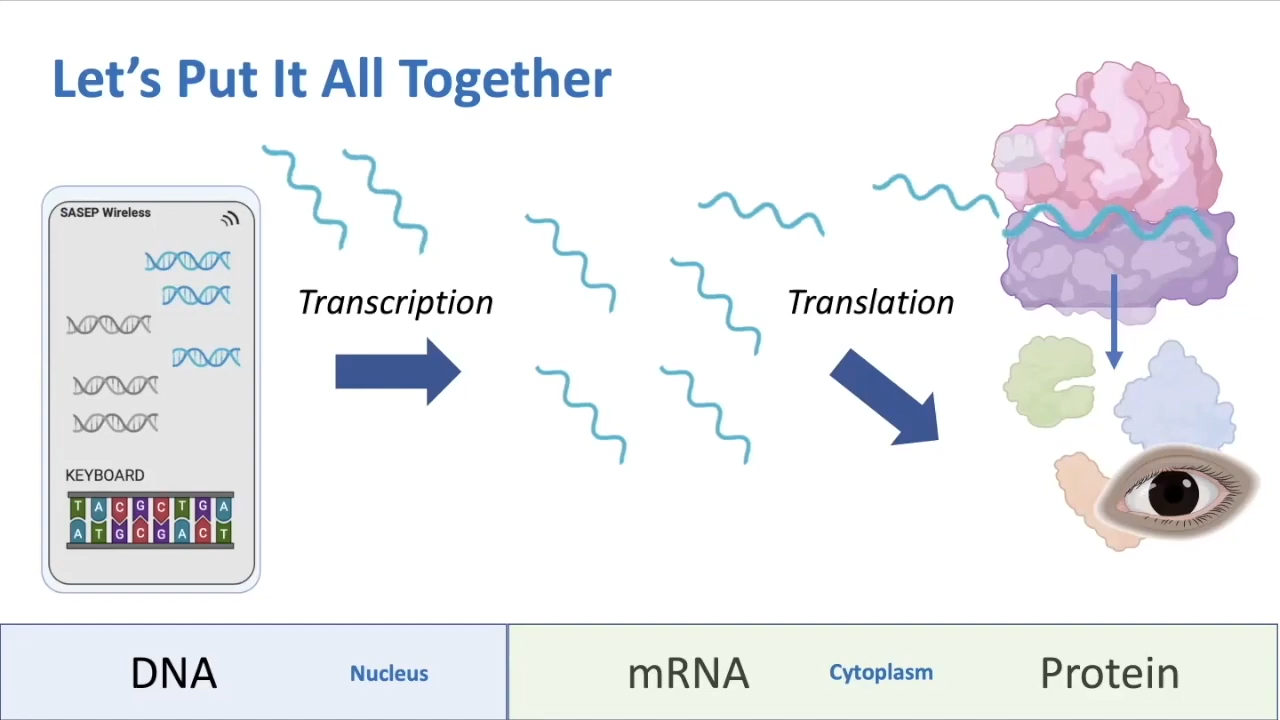 Let's Put It All Together
SASEP Wireless
Transcription
Translation
KEYBOARD
T A C G C T G A
A T G C G A C T
DNA
Nucleus
mRNA
Cytoplasm
Protein